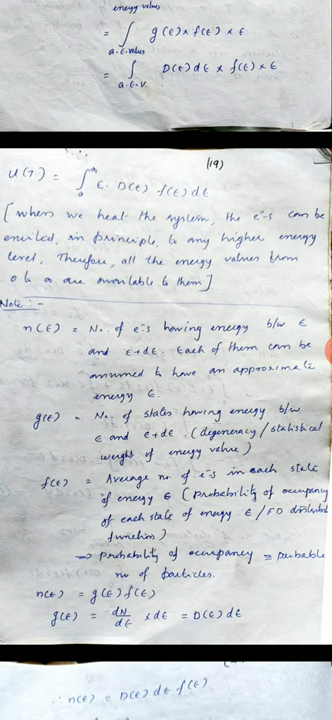 energy values
= ∫ g(ϵ) x f(ϵ) x ϵ
a.E.values
= ∫ D(ϵ) dϵ x f(ϵ) x ϵ
a.E.V.
(19)
U(T) = ∫₀^∞ ϵ. D(ϵ) f(ϵ) dϵ
[when we heat the system, the e⁻s can be
excited, in principle, to any higher energy
level, Therefore, all the energy values from
0 to ∞ are available to them]
Note :-
n(ϵ) = No. of e⁻s having energy b/w ϵ
and ϵ+dϵ. Each of them can be
assumed to have an approximate
energy ϵ.
g(ϵ) = No. of states having energy b/w
ϵ and ϵ+dϵ (degeneracy / statistical
weight of energy value)
f(ϵ) = Average no. of e⁻s in each state
of energy ϵ (probability of occupancy
of each state of energy ϵ / FD distribution
function)
⇒ probability of occupancy = probable
no of particles.
n(ϵ) = g(ϵ) f(ϵ)
g(ϵ) = dN/dϵ x dϵ = D(ϵ) dϵ
∴ n(ϵ) = D(ϵ) dϵ f(ϵ)